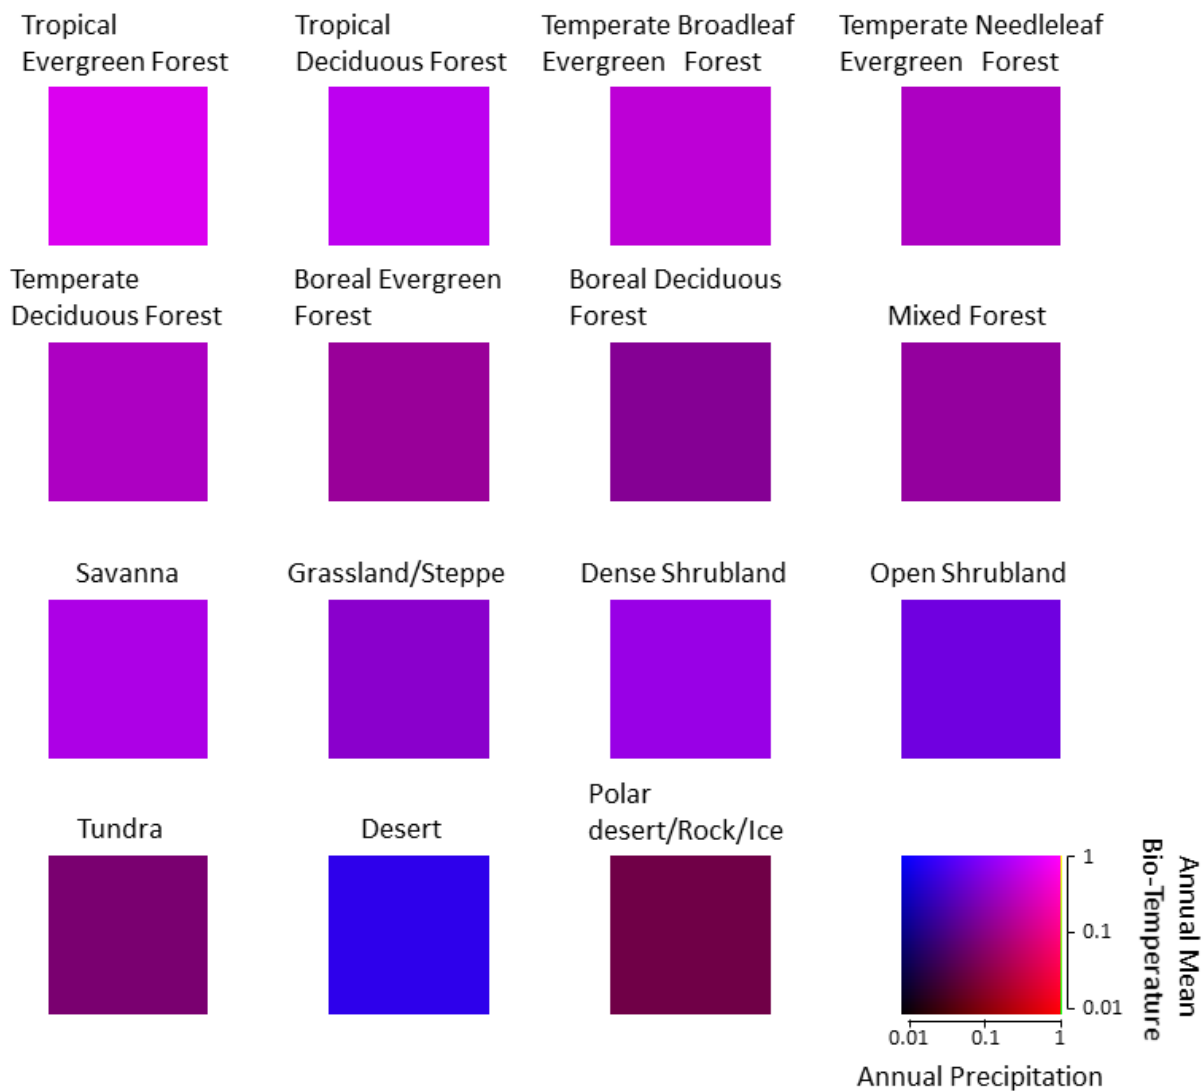 Tropical
Evergreen Forest
Tropical
Deciduous Forest
Temperate Broadleaf
Evergreen Forest
Temperate Needleleaf
Evergreen Forest
Temperate
Deciduous Forest
Boreal Evergreen
Forest
Boreal Deciduous
Forest
Mixed Forest
Savanna
Grassland/Steppe
Dense Shrubland
Open Shrubland
Tundra
Desert
Polar
desert/Rock/Ice
1
0.1
0.01
Annual Mean
Bio-Temperature
0.01 0.1 1
Annual Precipitation